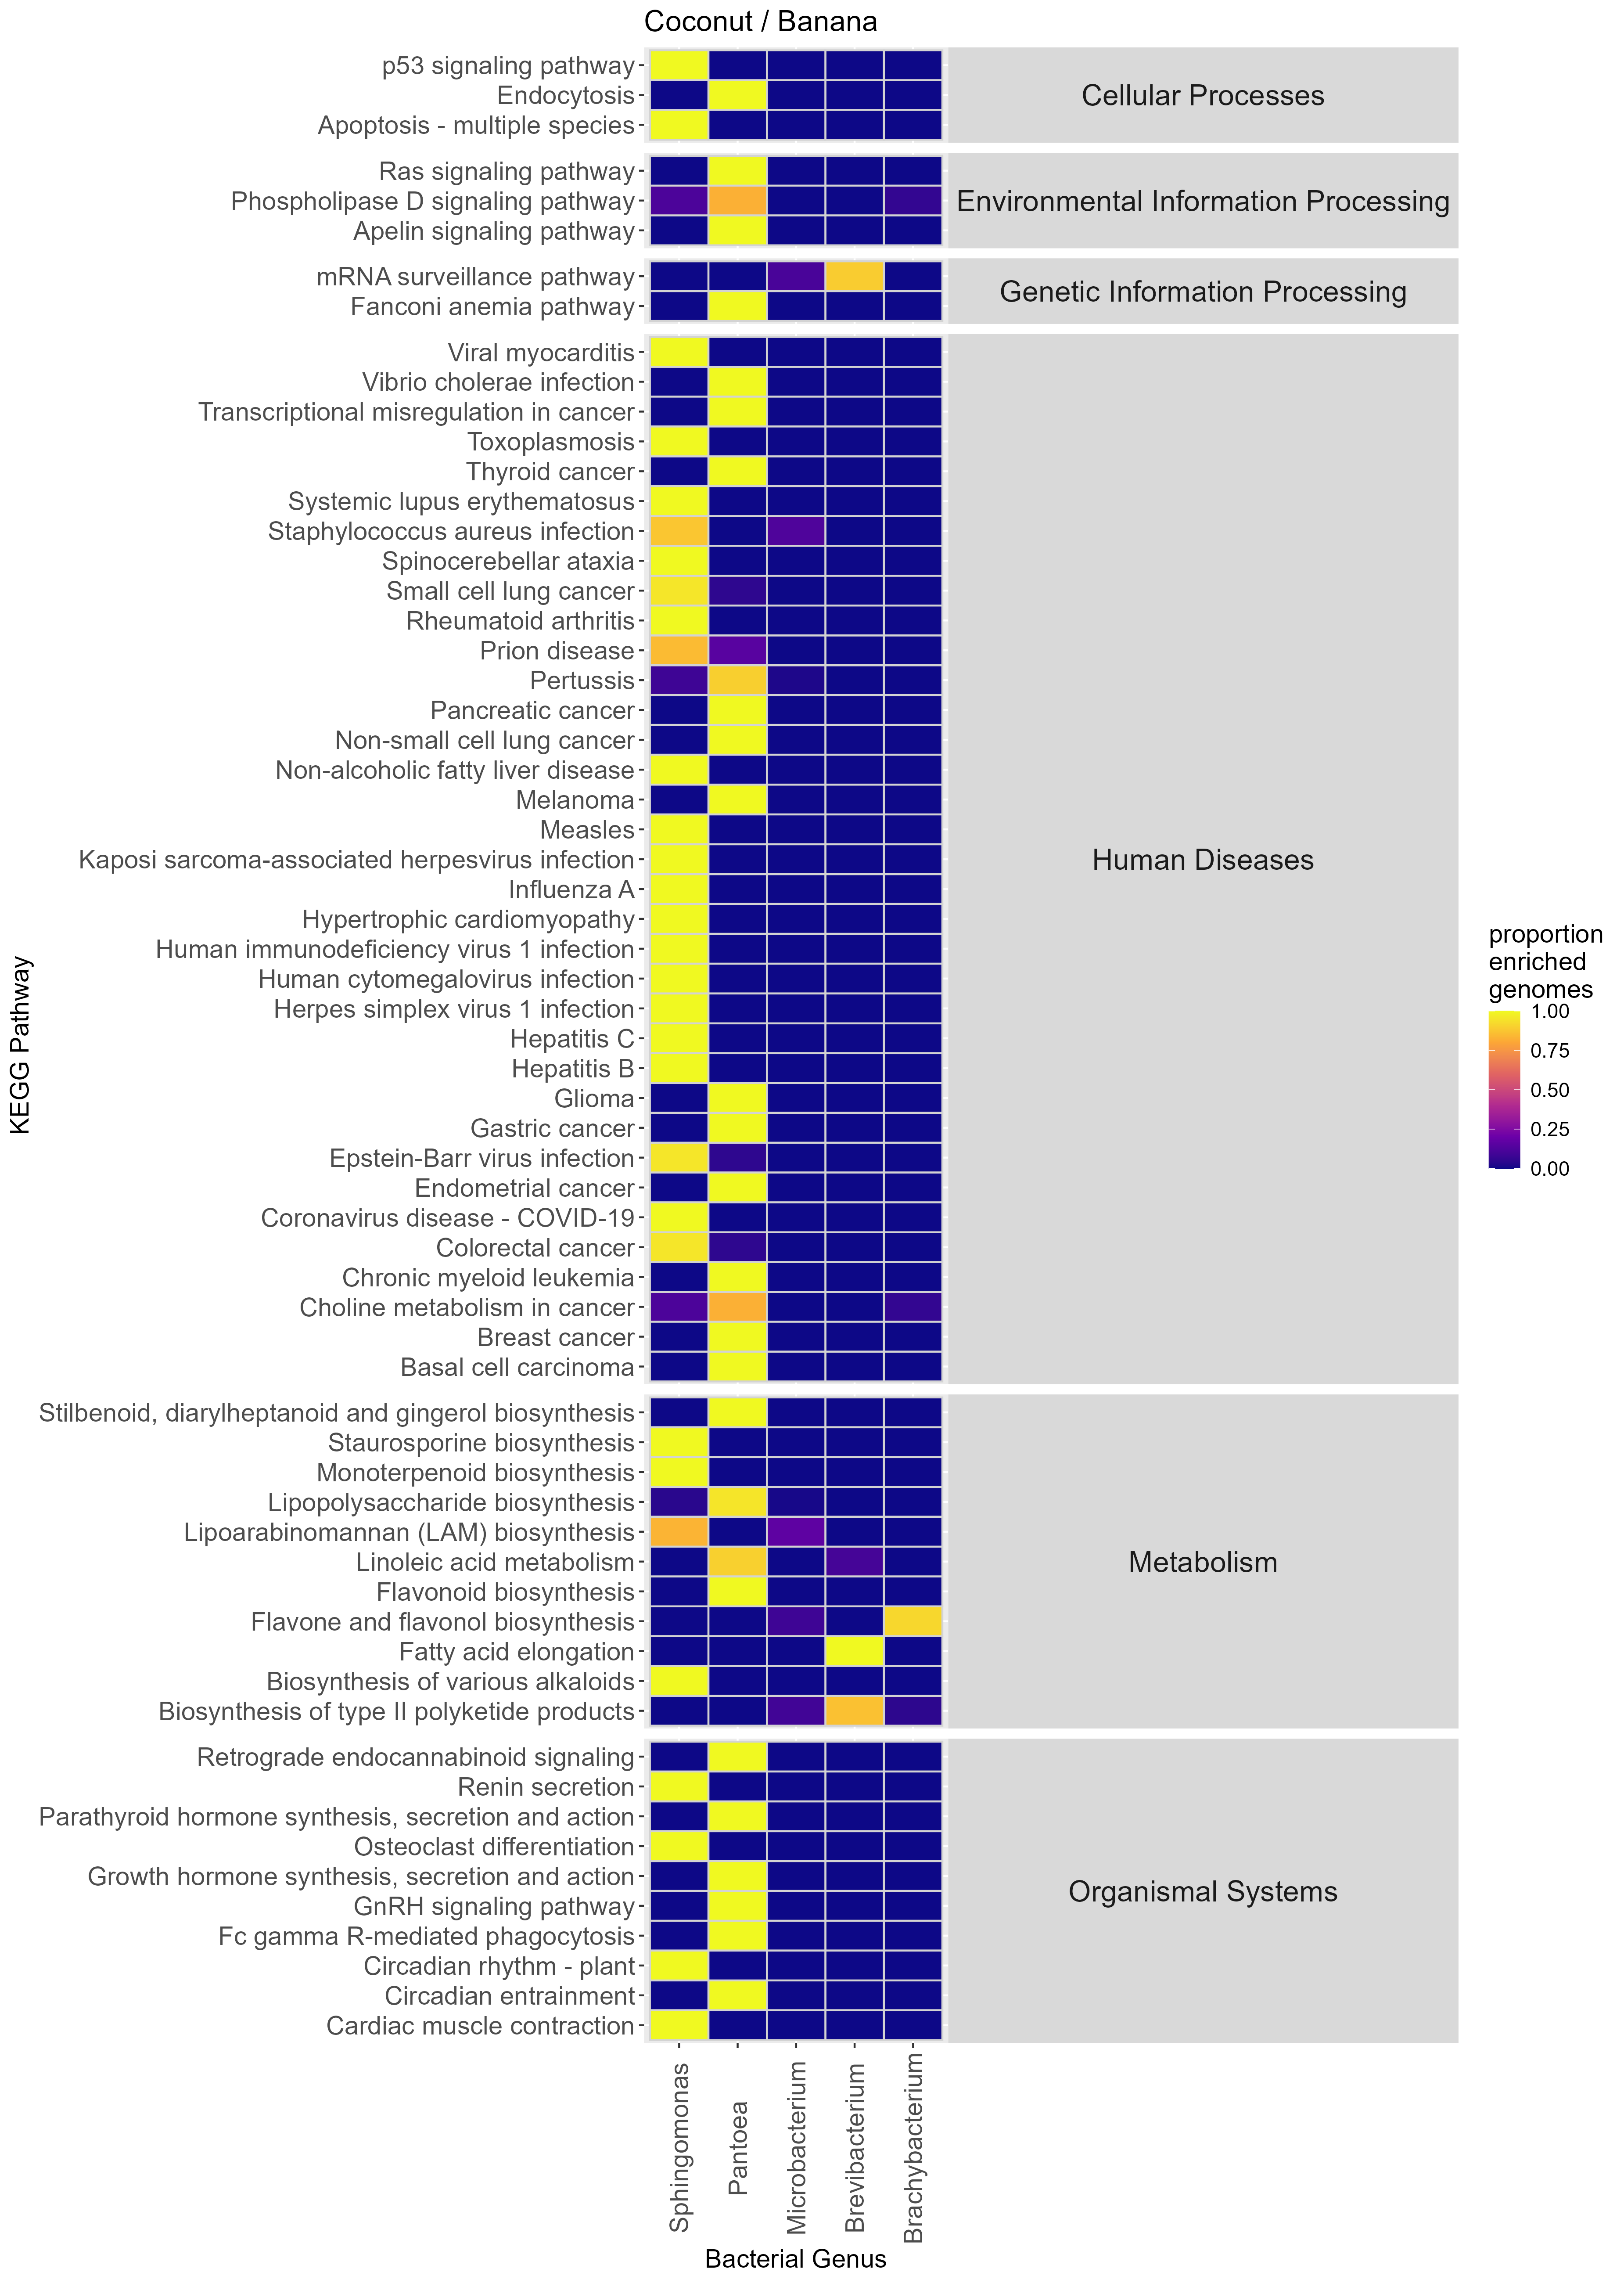 Coconut / Banana
p53 signaling pathway
Endocytosis
Apoptosis - multiple species
Cellular Processes
Ras signaling pathway
Phospholipase D signaling pathway
Apelin signaling pathway
Environmental Information Processing
mRNA surveillance pathway
Fanconi anemia pathway
Genetic Information Processing
Viral myocarditis
Vibrio cholerae infection
Transcriptional misregulation in cancer
Toxoplasmosis
Thyroid cancer
Systemic lupus erythematosus
Staphylococcus aureus infection
Spinocerebellar ataxia
Small cell lung cancer
Rheumatoid arthritis
Prion disease
Pertussis
Pancreatic cancer
Non-small cell lung cancer
Non-alcoholic fatty liver disease
Melanoma
Measles
Kaposi sarcoma-associated herpesvirus infection
Influenza A
Hypertrophic cardiomyopathy
Human immunodeficiency virus 1 infection
Human cytomegalovirus infection
Herpes simplex virus 1 infection
Hepatitis C
Hepatitis B
Glioma
Gastric cancer
Epstein-Barr virus infection
Endometrial cancer
Coronavirus disease - COVID-19
Colorectal cancer
Chronic myeloid leukemia
Choline metabolism in cancer
Breast cancer
Basal cell carcinoma
Human Diseases
Stilbenoid, diarylheptanoid and gingerol biosynthesis
Staurosporine biosynthesis
Monoterpenoid biosynthesis
Lipopolysaccharide biosynthesis
Lipoarabinomannan (LAM) biosynthesis
Linoleic acid metabolism
Flavonoid biosynthesis
Flavone and flavonol biosynthesis
Fatty acid elongation
Biosynthesis of various alkaloids
Biosynthesis of type II polyketide products
Metabolism
Retrograde endocannabinoid signaling
Renin secretion
Parathyroid hormone synthesis, secretion and action
Osteoclast differentiation
Growth hormone synthesis, secretion and action
GnRH signaling pathway
Fc gamma R-mediated phagocytosis
Circadian rhythm - plant
Circadian entrainment
Cardiac muscle contraction
Organismal Systems
Sphingomonas
Pantoea
Microbacterium
Brevibacterium
Brachybacterium
Bacterial Genus
KEGG Pathway
proportion
enriched
genomes
1.00
0.75
0.50
0.25
0.00